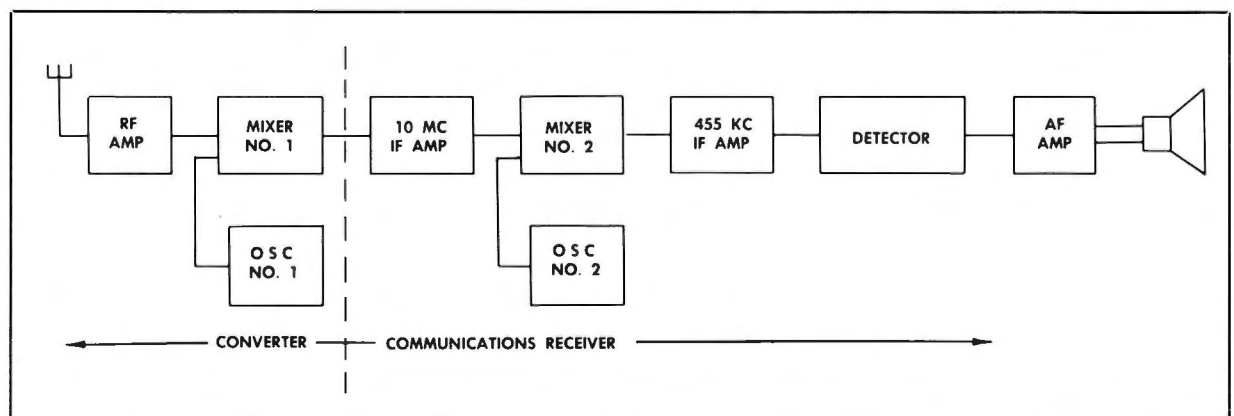 RF
AMP
MIXER
NO. 1
10 MC
IF AMP
MIXER
NO. 2
455 KC
IF AMP
DETECTOR
AF
AMP
OSC
NO. 1
OSC
NO. 2
CONVERTER
COMMUNICATIONS RECEIVER